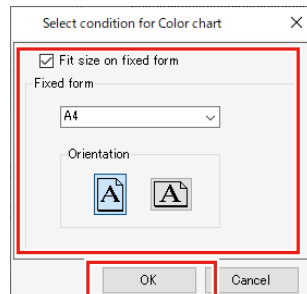 Select condition for Color chart
Fit size on fixed form
Fixed form
A4
Orientation
A A
OK Cancel